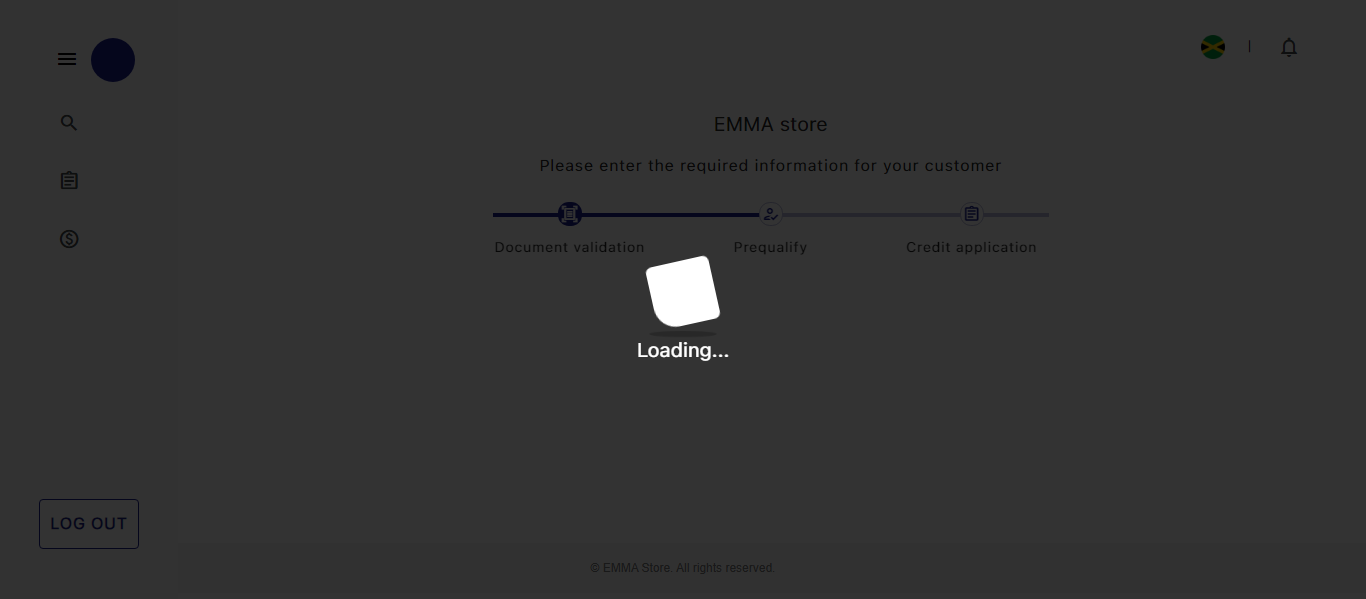 EMMA store
Please enter the required information for your customer
Document validation
Prequalify
Credit application
Loading...
LOG OUT
© EMMA Store. All rights reserved.